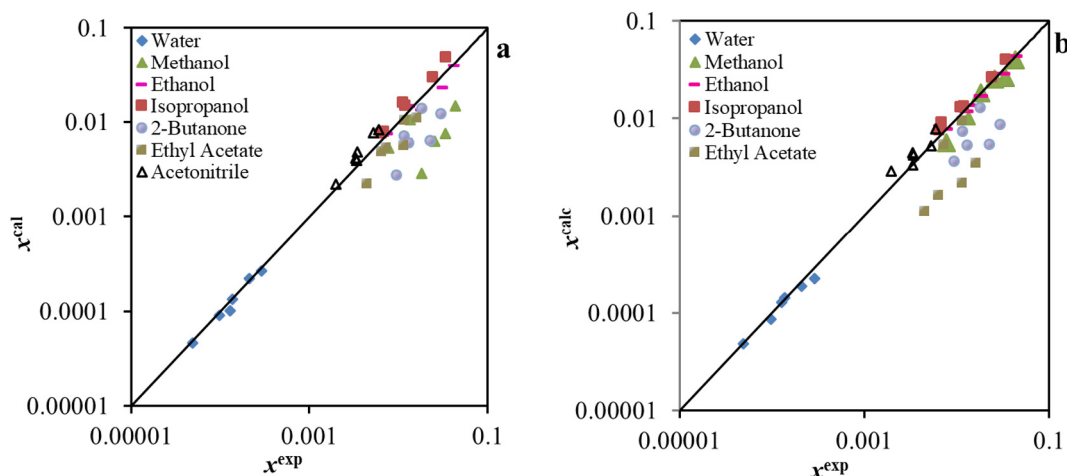 a
0.1
0.01
0.001
0.0001
0.00001
0.00001
0.001
0.1
x^cal
x^exp
Water
Methanol
Ethanol
Isopropanol
2-Butanone
Ethyl Acetate
Acetonitrile
b
0.1
0.01
0.001
0.0001
0.00001
0.00001
0.001
0.1
x^calc
x^exp
Water
Methanol
Ethanol
Isopropanol
2-Butanone
Ethyl Acetate